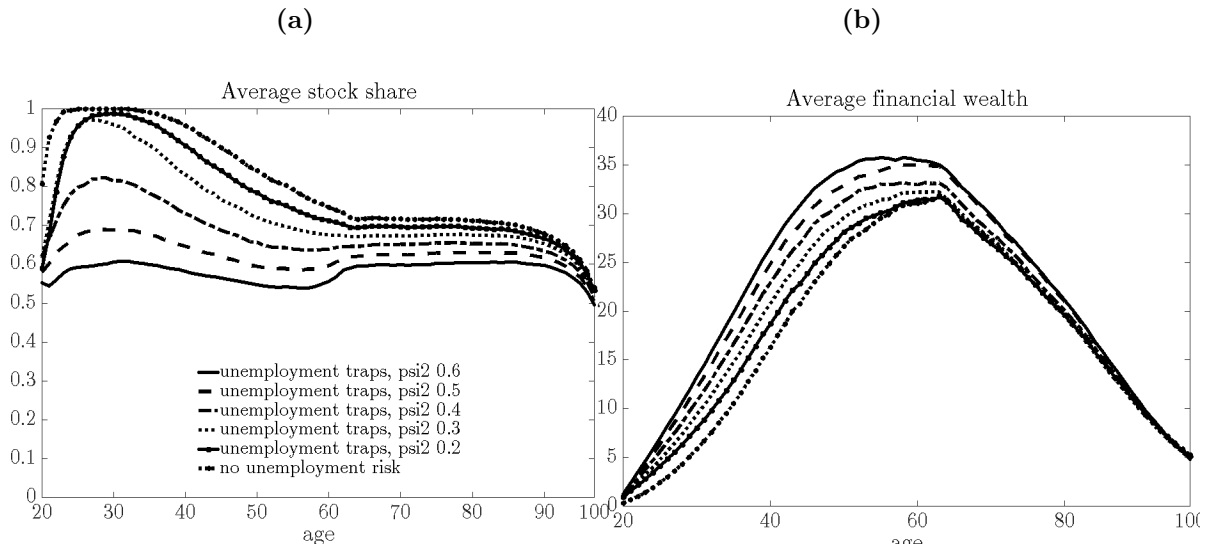 (a)
(b)
Average stock share
1
0.9
0.8
0.7
0.6
0.5
0.4
0.3
0.2
0.1
0
20 30 40 50 60 70 80 90 100
age
unemployment traps, psi2 0.6
unemployment traps, psi2 0.5
unemployment traps, psi2 0.4
unemployment traps, psi2 0.3
unemployment traps, psi2 0.2
no unemployment risk
Average financial wealth
40
35
30
25
20
15
10
5
0
20 40 60 80 100
age